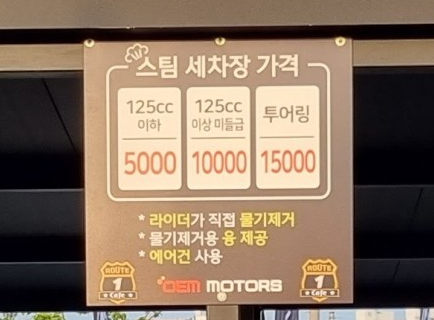 스팀 세차장 가격
125cc 이하 5000
125cc 이상 미들급 10000
투어링 15000
* 라이더가 직접 물기제거
* 물기제거용 융 제공
* 에어건 사용
OEM MOTORS
ROUTE 1 Cafe
ROUTE 1 Cafe